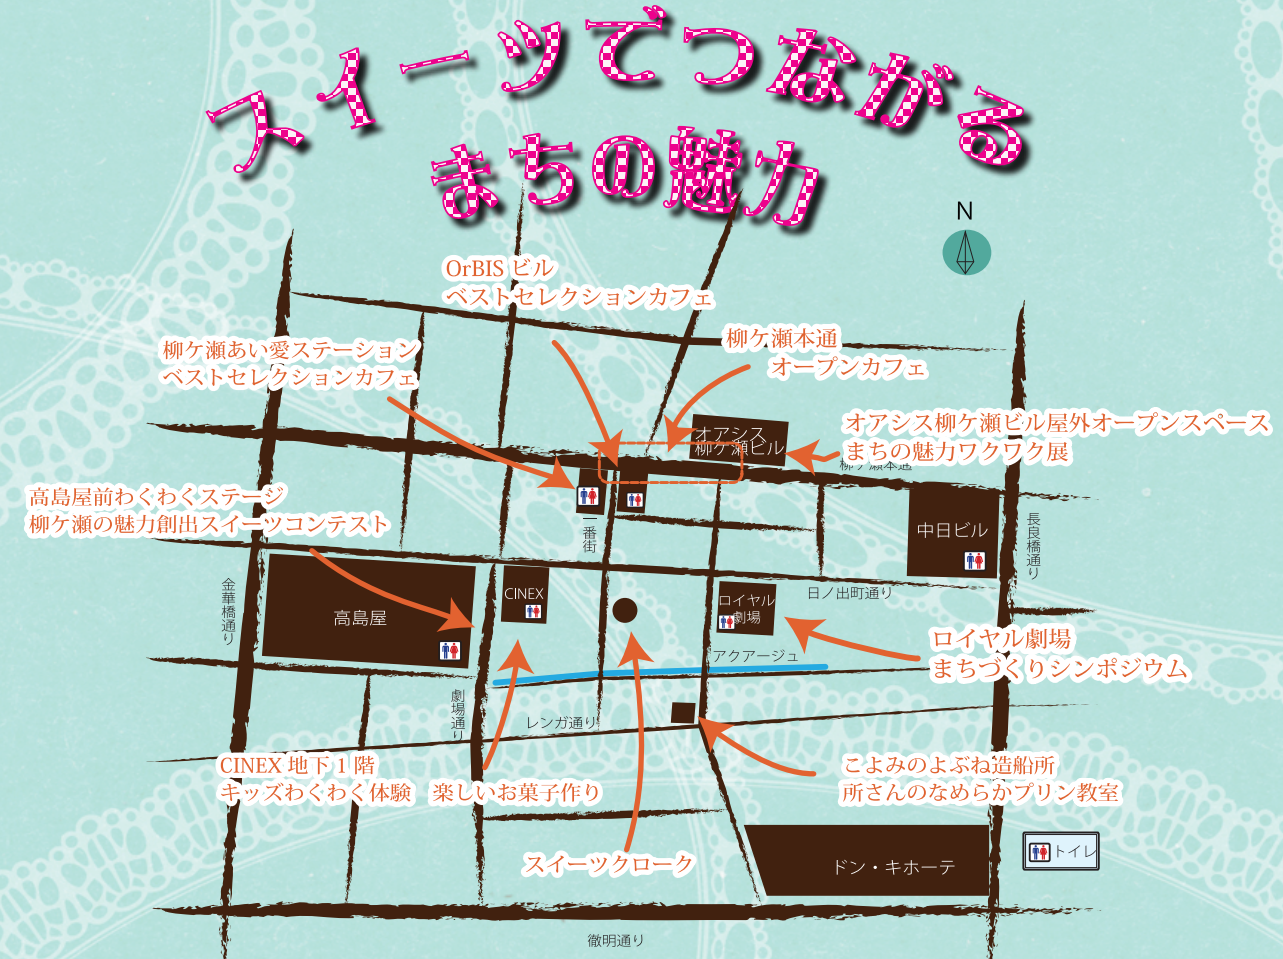 スイーツでつながる
まちの魅力
N
OrBIS ビル
ベストセレクションカフェ
柳ケ瀬あい愛ステーション
ベストセレクションカフェ
柳ケ瀬本通
オープンカフェ
オアシス
柳ケ瀬ビル
オアシス柳ケ瀬ビル屋外オープンスペース
まちの魅力ワクワク展
柳ケ瀬本通
高島屋前わくわくステージ
柳ケ瀬の魅力創出スイーツコンテスト
一番街
中日ビル
長良橋通り
金華橋通り
高島屋
CINEX
ロイヤル
劇場
日ノ出町通り
ロイヤル劇場
まちづくりシンポジウム
アクアージュ
劇場通り
レンガ通り
CINEX 地下 1 階
キッズわくわく体験 楽しいお菓子作り
こよみのよぶね造船所
所さんのなめらかプリン教室
スイーツクローク
ドン・キホーテ
トイレ
徹明通り